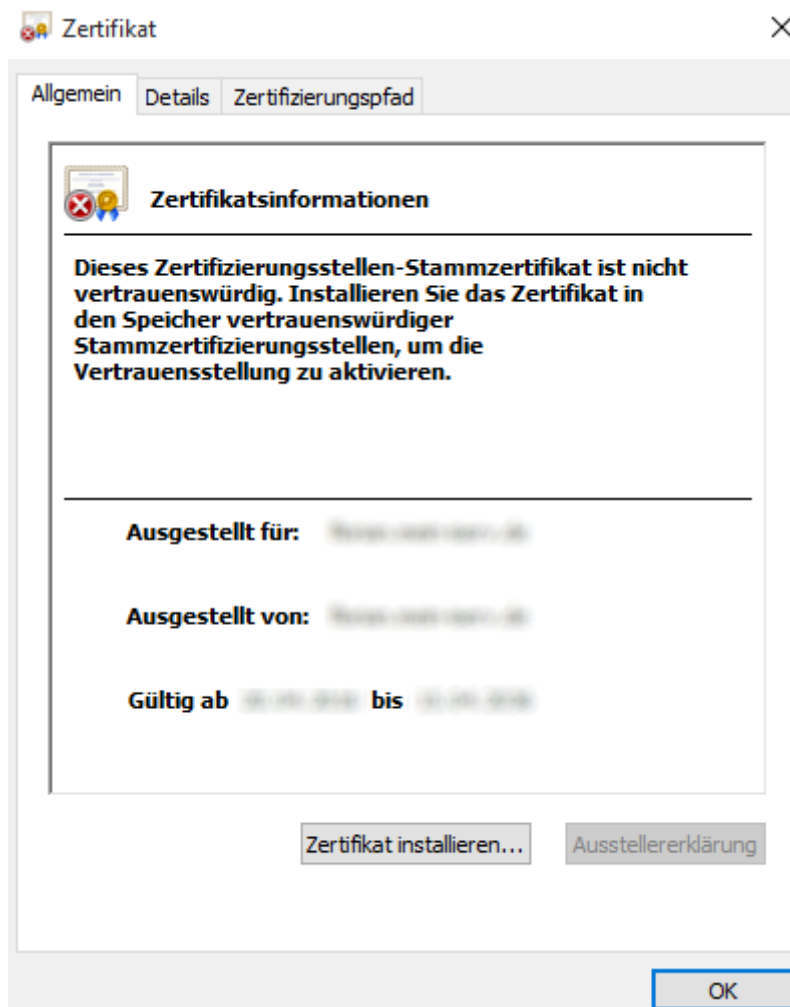 Zertifikat
Allgemein Details Zertifizierungspfad
Zertifikatsinformationen
Dieses Zertifizierungsstellen-Stammzertifikat ist nicht
vertrauenswürdig. Installieren Sie das Zertifikat in
den Speicher vertrauenswürdiger
Stammzertifizierungsstellen, um die
Vertrauensstellung zu aktivieren.
Ausgestellt für:
Ausgestellt von:
Gültig ab bis
Zertifikat installieren... Ausstellererklärung
OK